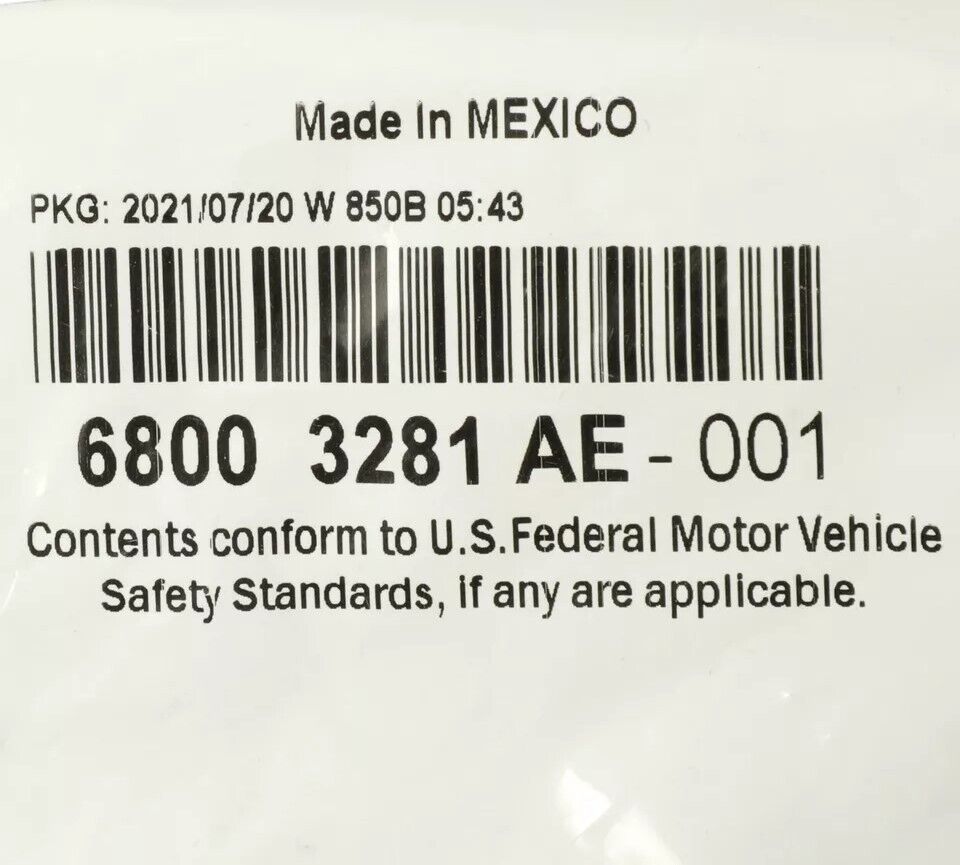 Made In MEXICO
PKG: 2021/07/20 W 850B 05:43
6800 3281 AE - 001
Contents conform to U.S.Federal Motor Vehicle
Safety Standards, if any are applicable.